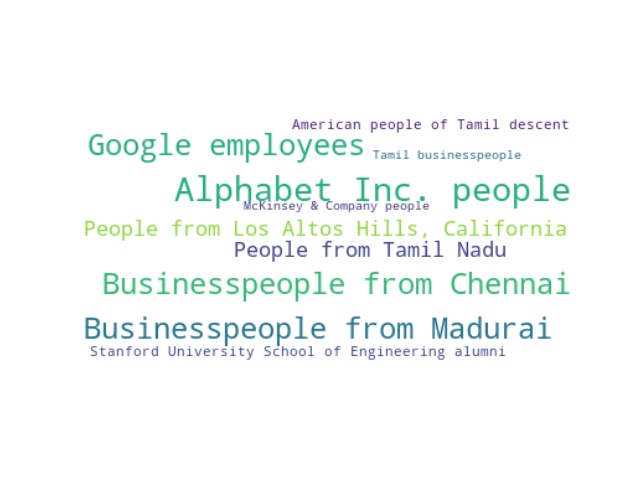 American people of Tamil descent
Google employees
Tamil businesspeople
Alphabet Inc. people
McKinsey & Company people
People from Los Altos Hills, California
People from Tamil Nadu
Businesspeople from Chennai
Businesspeople from Madurai
Stanford University School of Engineering alumni